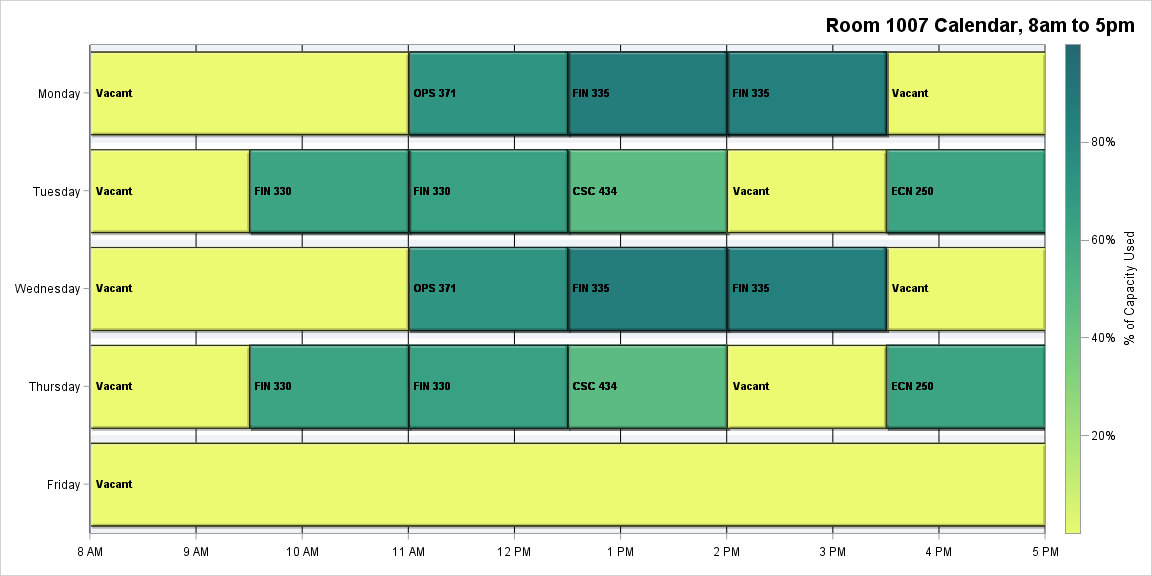 Room 1007 Calendar, 8am to 5pm
Monday
Vacant
OPS 371
FIN 335
FIN 335
Vacant
Tuesday
Vacant
FIN 330
FIN 330
CSC 434
Vacant
ECN 250
Wednesday
Vacant
OPS 371
FIN 335
FIN 335
Vacant
Thursday
Vacant
FIN 330
FIN 330
CSC 434
Vacant
ECN 250
Friday
Vacant
8 AM
9 AM
10 AM
11 AM
12 PM
1 PM
2 PM
3 PM
4 PM
5 PM
80%
60%
40%
20%
% of Capacity Used